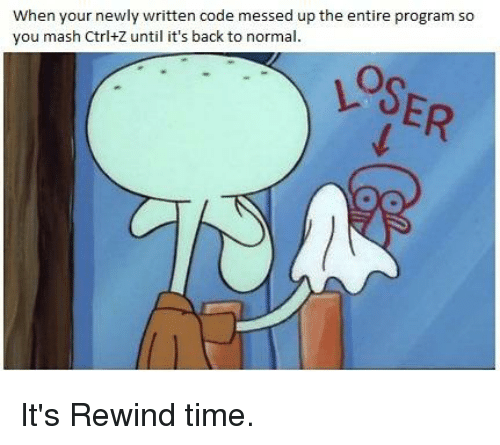 When your newly written code messed up the entire program so
you mash Ctrl+Z until it's back to normal.
LOSER
It's Rewind time.